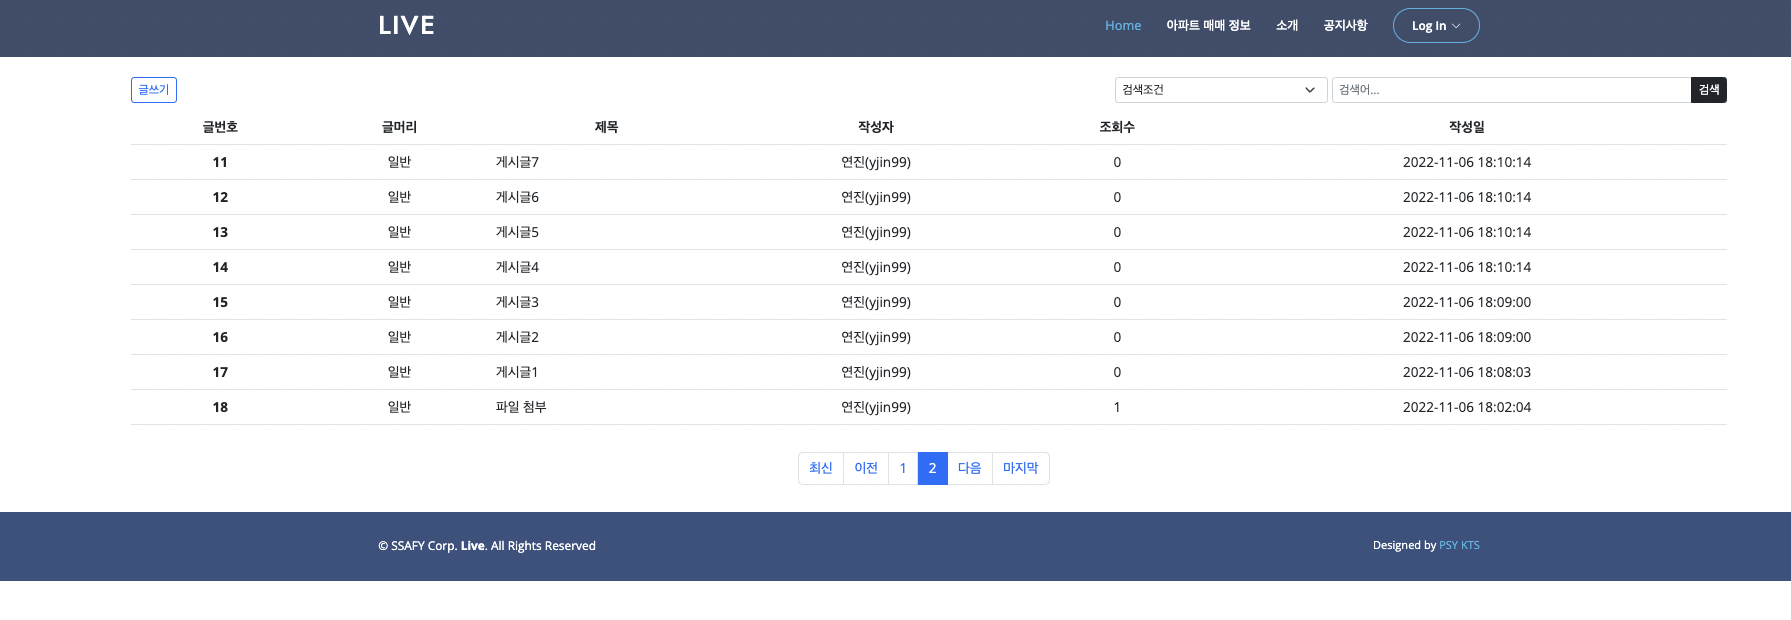 LIVE Home 아파트 매매 정보 소개 공지사항 Log In
글쓰기 검색조건 검색어... 검색
글번호 글머리 제목 작성자 조회수 작성일
11 일반 게시글7 연진(yjin99) 0 2022-11-06 18:10:14
12 일반 게시글6 연진(yjin99) 0 2022-11-06 18:10:14
13 일반 게시글5 연진(yjin99) 0 2022-11-06 18:10:14
14 일반 게시글4 연진(yjin99) 0 2022-11-06 18:10:14
15 일반 게시글3 연진(yjin99) 0 2022-11-06 18:09:00
16 일반 게시글2 연진(yjin99) 0 2022-11-06 18:09:00
17 일반 게시글1 연진(yjin99) 0 2022-11-06 18:08:03
18 일반 파일 첨부 연진(yjin99) 1 2022-11-06 18:02:04
최신 이전 1 2 다음 마지막
© SSAFY Corp. Live. All Rights Reserved Designed by PSY KTS